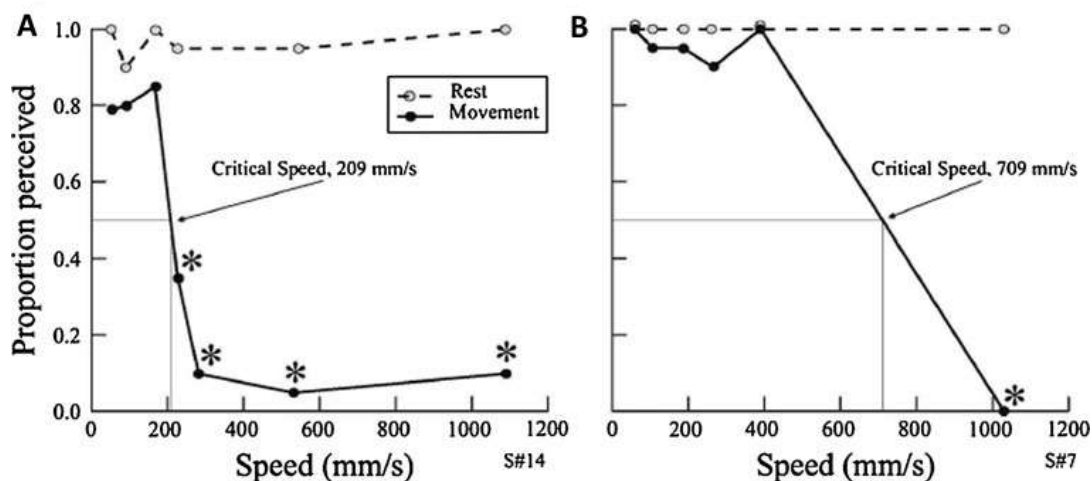 A
B
1.0
0.8
0.6
0.4
0.2
0.0
Proportion perceived
Rest
Movement
Critical Speed, 209 mm/s
*
*
*
*
0 200 400 600 800 1000 1200
Speed (mm/s)
S#14
Critical Speed, 709 mm/s
*
0 200 400 600 800 1000 1200
Speed (mm/s)
S#7